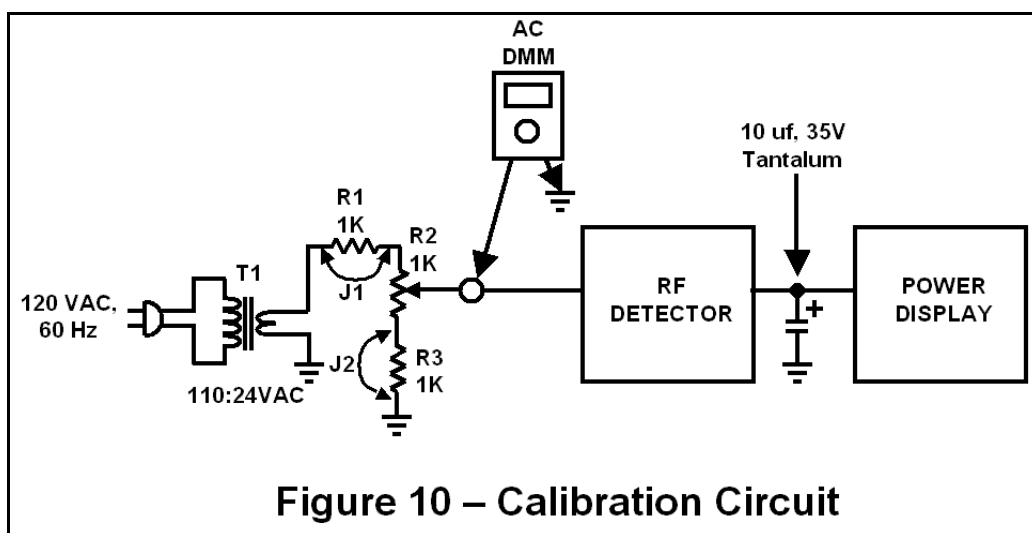 AC
DMM
10 uf, 35V
Tantalum
R1
1K
R2
1K
J1
T1
120 VAC,
60 Hz
110:24VAC
J2
R3
1K
RF
DETECTOR
+
POWER
DISPLAY
Figure 10 – Calibration Circuit